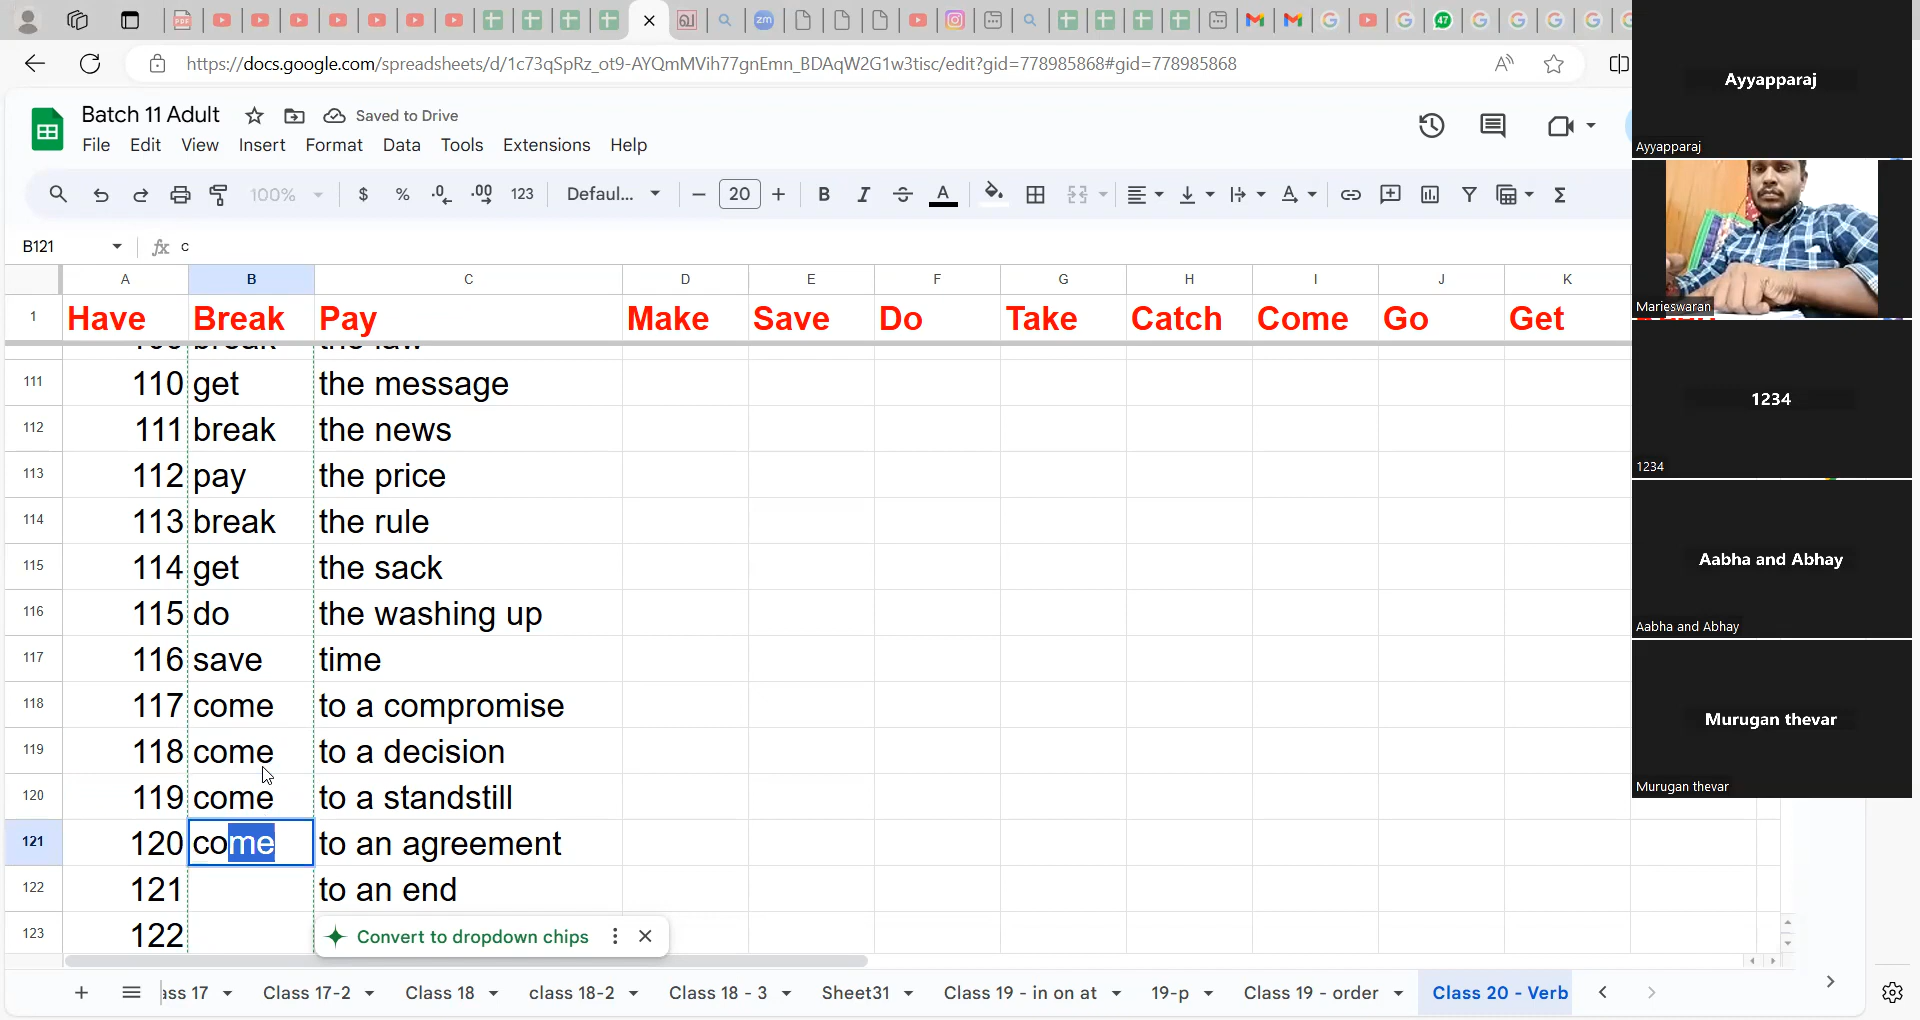 47
https://docs.google.com/spreadsheets/d/1c73qSpRz_ot9-AYQmMVih77gnEmn_BDAqW2G1w3tisc/edit?gid=778985868#gid=778985868
Batch 11 Adult Saved to Drive
File Edit View Insert Format Data Tools Extensions Help
100% $ % .0 .00 123 Defaul... 20 B I A
B121 fx c
A B C D E F G H I J K
1 Have Break Pay Make Save Do Take Catch Come Go Get
111 110 get the message
112 111 break the news
113 112 pay the price
114 113 break the rule
115 114 get the sack
116 115 do the washing up
117 116 save time
118 117 come to a compromise
119 118 come to a decision
120 119 come to a standstill
121 120 come to an agreement
122 121 to an end
123 122
Convert to dropdown chips
ass 17 Class 17-2 Class 18 class 18-2 Class 18 - 3 Sheet31 Class 19 - in on at 19-p Class 19 - order Class 20 - Verb
Ayyapparaj
Ayyapparaj
Marieswaran
1234
1234
Aabha and Abhay
Aabha and Abhay
Murugan thevar
Murugan thevar